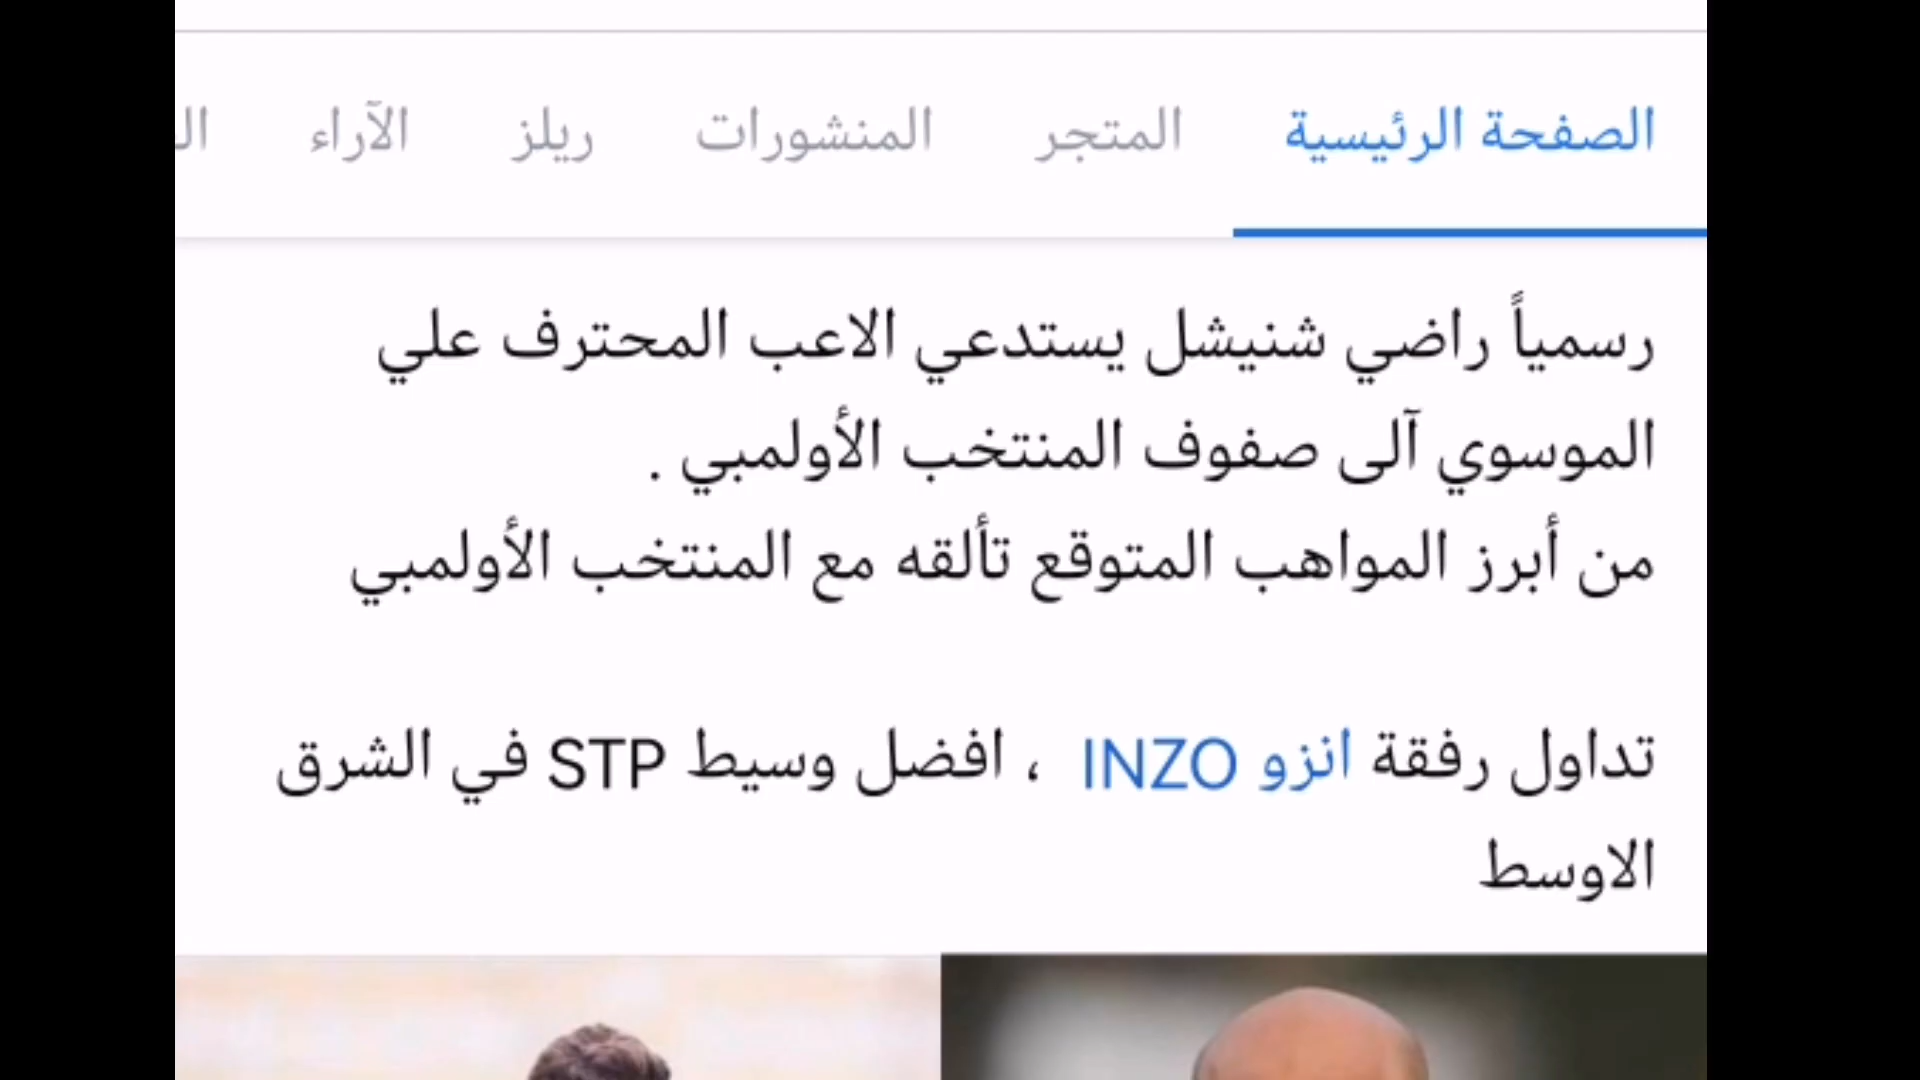 الصفحة الرئيسية المتجر المنشورات ريلز الآراء
رسمياً راضي شنيشل يستدعي الاعب المحترف علي
الموسوي آلى صفوف المنتخب الأولمبي .
من أبرز المواهب المتوقع تألقه مع المنتخب الأولمبي
تداول رفقة انزو INZO ، افضل وسيط STP في الشرق
الاوسط